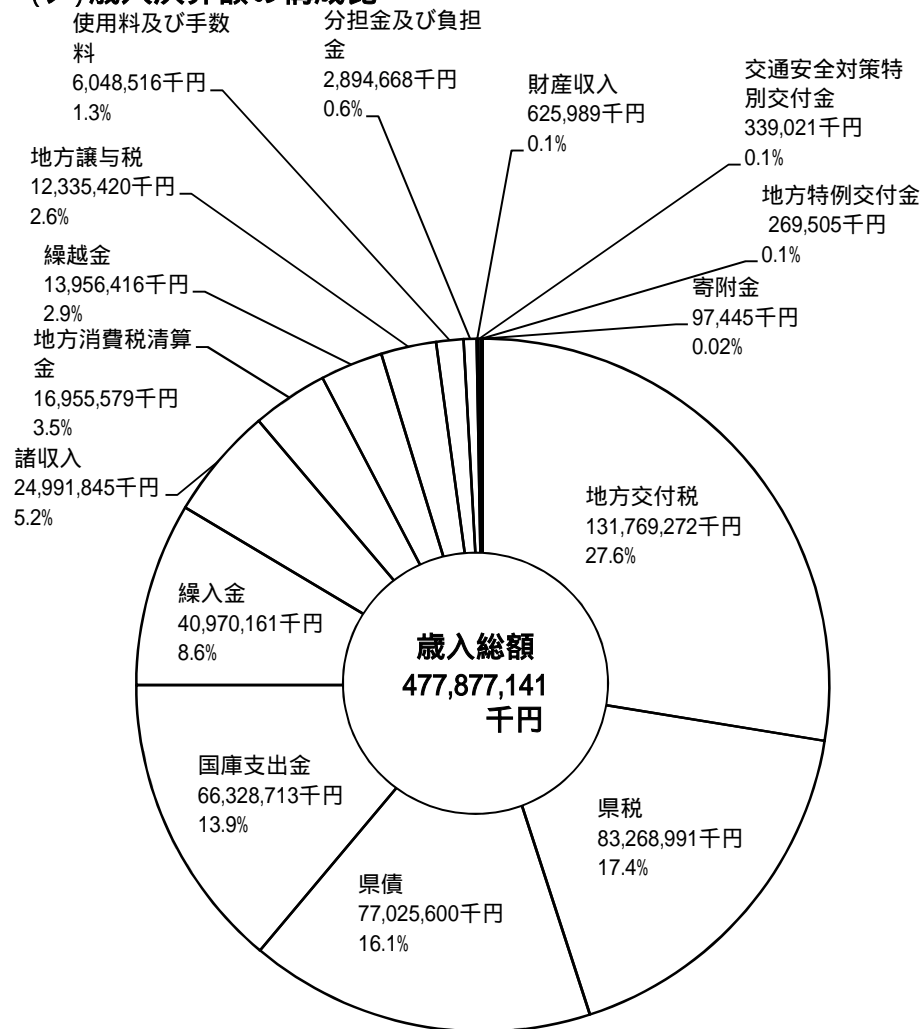 使用料及び手数
料
6,048,516千円
1.3%
分担金及び負担
金
2,894,668千円
0.6%
財産収入
625,989千円
0.1%
交通安全対策特
別交付金
339,021千円
0.1%
地方特例交付金
269,505千円
0.1%
寄附金
97,445千円
0.02%
地方譲与税
12,335,420千円
2.6%
繰越金
13,956,416千円
2.9%
地方消費税清算
金
16,955,579千円
3.5%
諸収入
24,991,845千円
5.2%
地方交付税
131,769,272千円
27.6%
繰入金
40,970,161千円
8.6%
歳入総額
477,877,141
千円
国庫支出金
66,328,713千円
13.9%
県税
83,268,991千円
17.4%
県債
77,025,600千円
16.1%